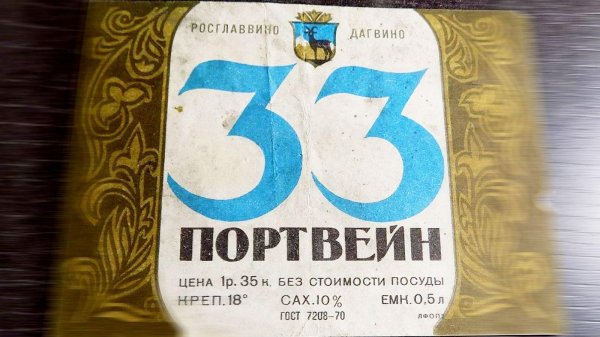 РОСГЛАВВИНО ДАГВИНО
33
ПОРТВЕЙН
ЦЕНА 1р. 35 к. БЕЗ СТОИМОСТИ ПОСУДЫ
КРЕП. 18° САХ. 10% ЕМК. 0,5 л
ГОСТ 7208-70